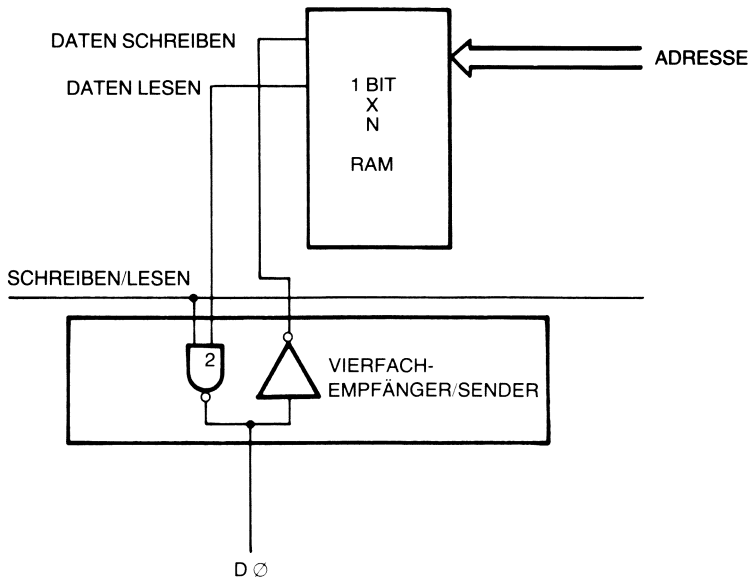 DATEN SCHREIBEN
DATEN LESEN
1 BIT
X
N
RAM
ADRESSE
SCHREIBEN/LESEN
2
VIERFACH-
EMPFÄNGER/SENDER
D ∅